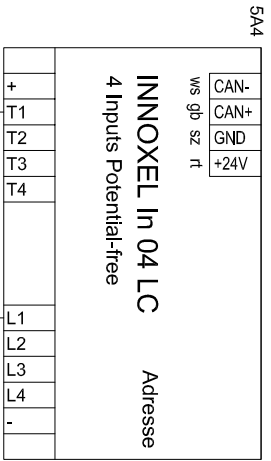 5A4
ws CAN-
gb CAN+
sz GND
rt +24V
INNOXEL In 04 LC
4 Inputs Potential-free
Adresse
+
T1
T2
T3
T4
L1
L2
L3
L4
-